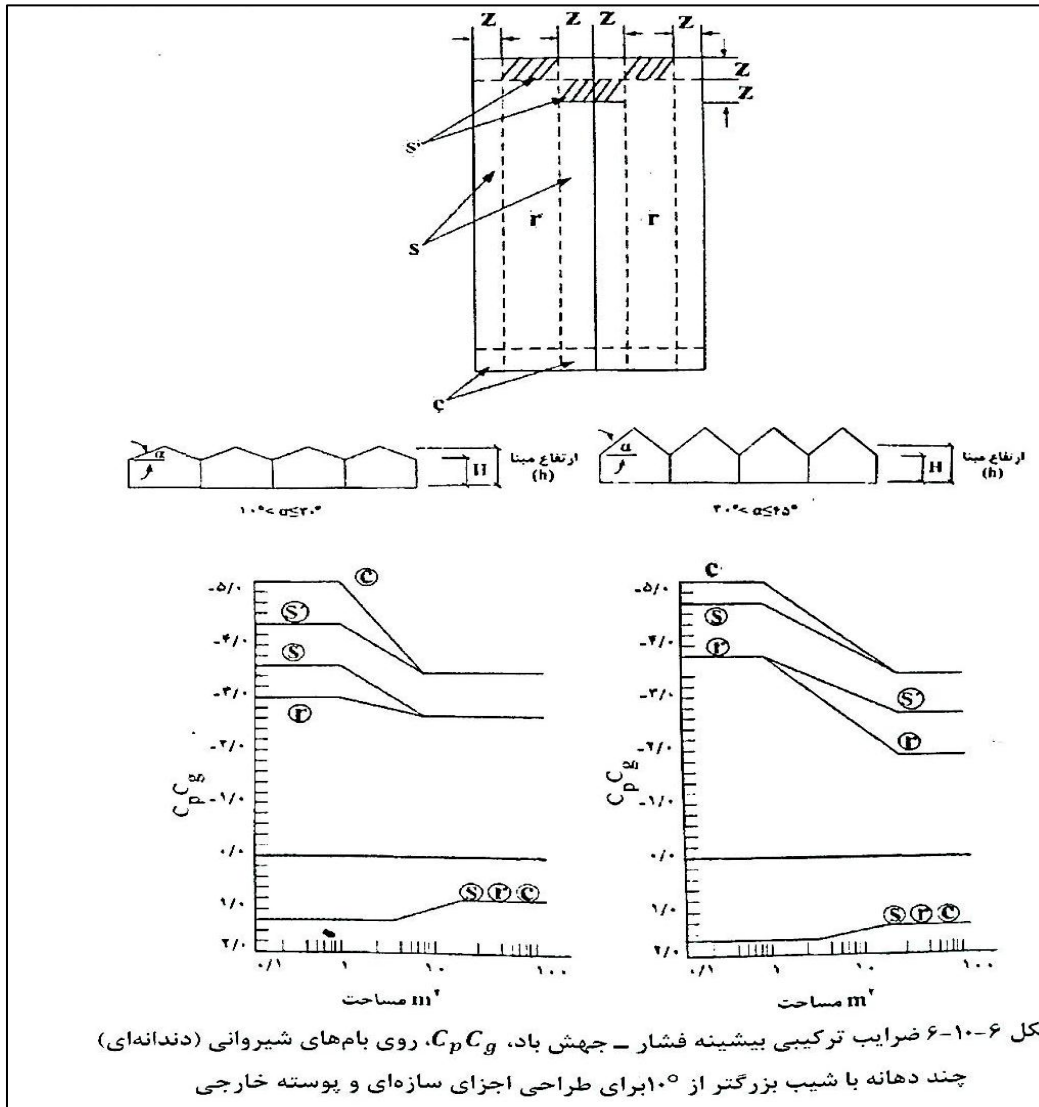 Z Z Z Z
Z
Z
s'
s
r r
c
α H ارتفاع مبنا (h)
α H ارتفاع مبنا (h)
۱۰°< α≤۳۰°
۳۰°< α≤۴۵°
-۵/۰ c
s'
-۴/۰
s
-۳/۰
r
-۲/۰
-۱/۰
۰/۰
۱/۰ s r c
۲/۰
CpCg
۰/۱ ۱ ۱۰ ۱۰۰
مساحت m۲
c
-۵/۰
s
-۴/۰
r
-۳/۰ s'
-۲/۰ r
-۱/۰
۰/۰
۱/۰ s r c
۲/۰
CpCg
۰/۱ ۱ ۱۰ ۱۰۰
مساحت m۲
کل ۶-۱۰-۶ ضرایب ترکیبی بیشینه فشار – جهش باد، CpCg، روی بام‌های شیروانی (دندانه‌ای)
چند دهانه با شیب بزرگتر از ۱۰°برای طراحی اجزای سازه‌ای و پوسته خارجی